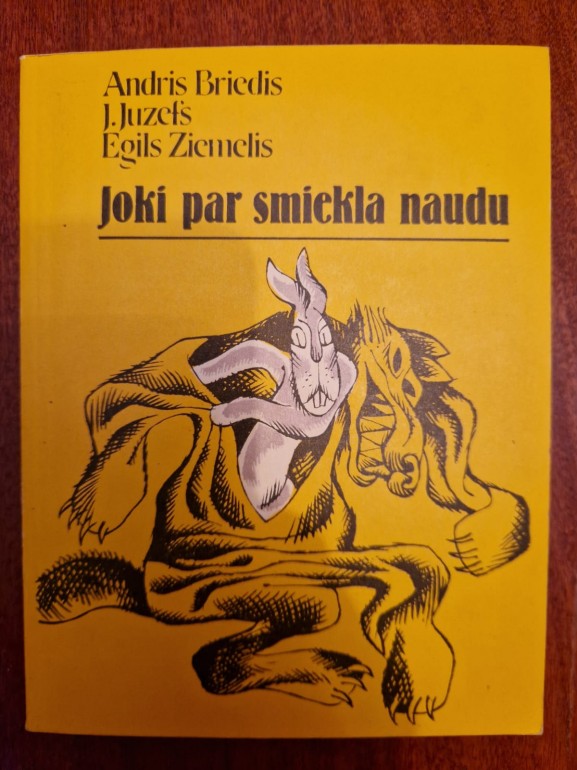 Andris Briedis
J.Juzefs
Egils Ziemelis
Joki par smiekla naudu